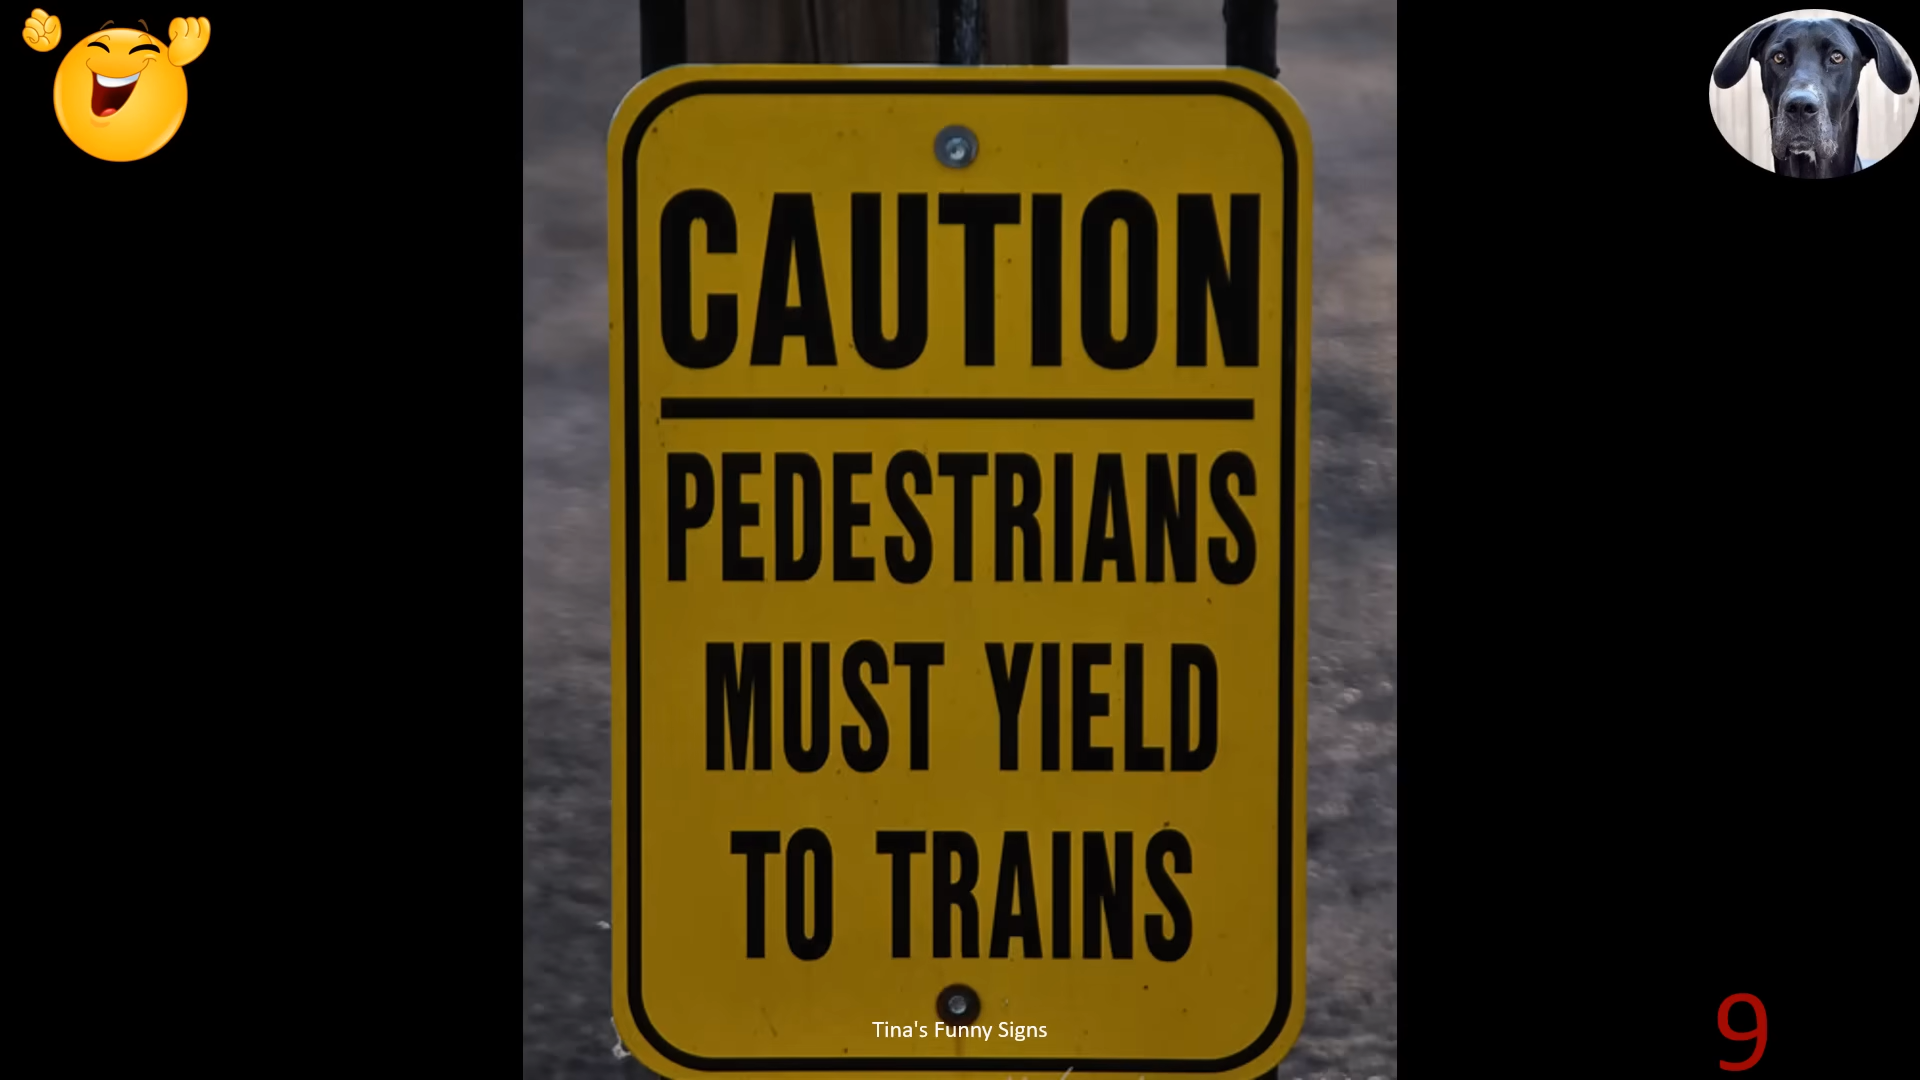 CAUTION
PEDESTRIANS
MUST YIELD
TO TRAINS
Tina's Funny Signs
9